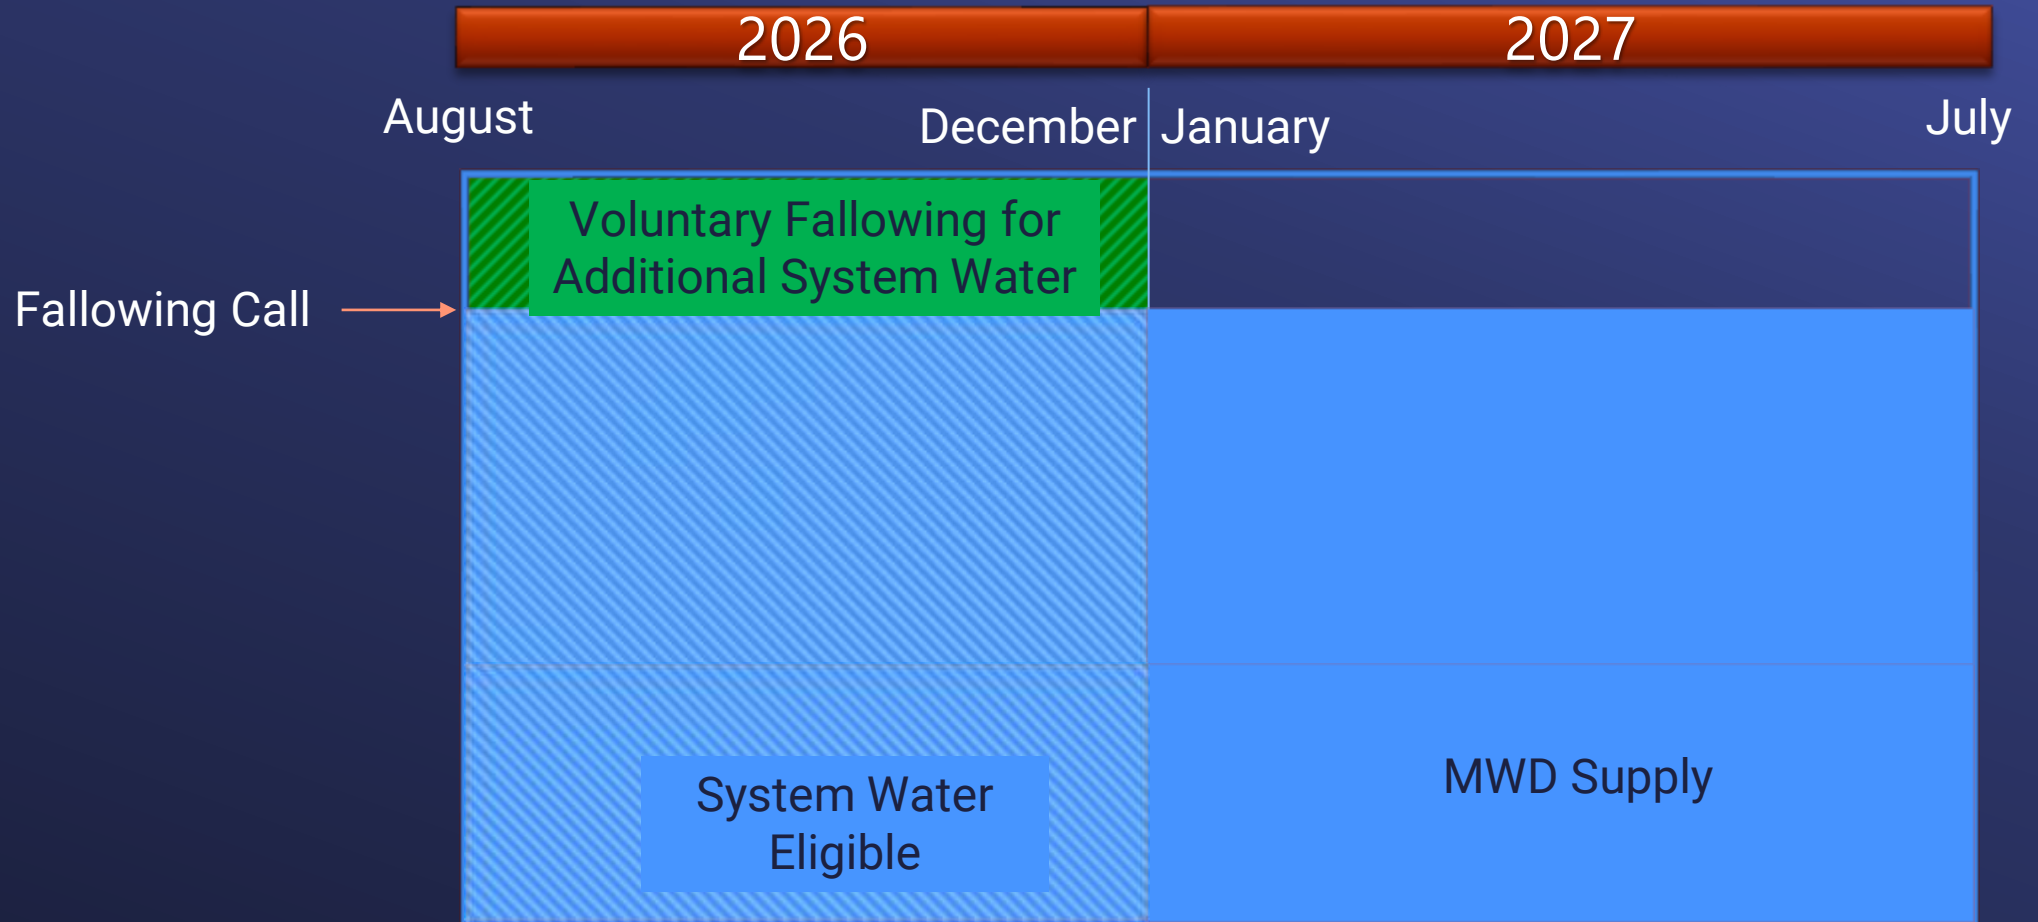 2026
2027
August
December
January
July
Voluntary Fallowing for
Additional System Water
Fallowing Call
System Water
Eligible
MWD Supply